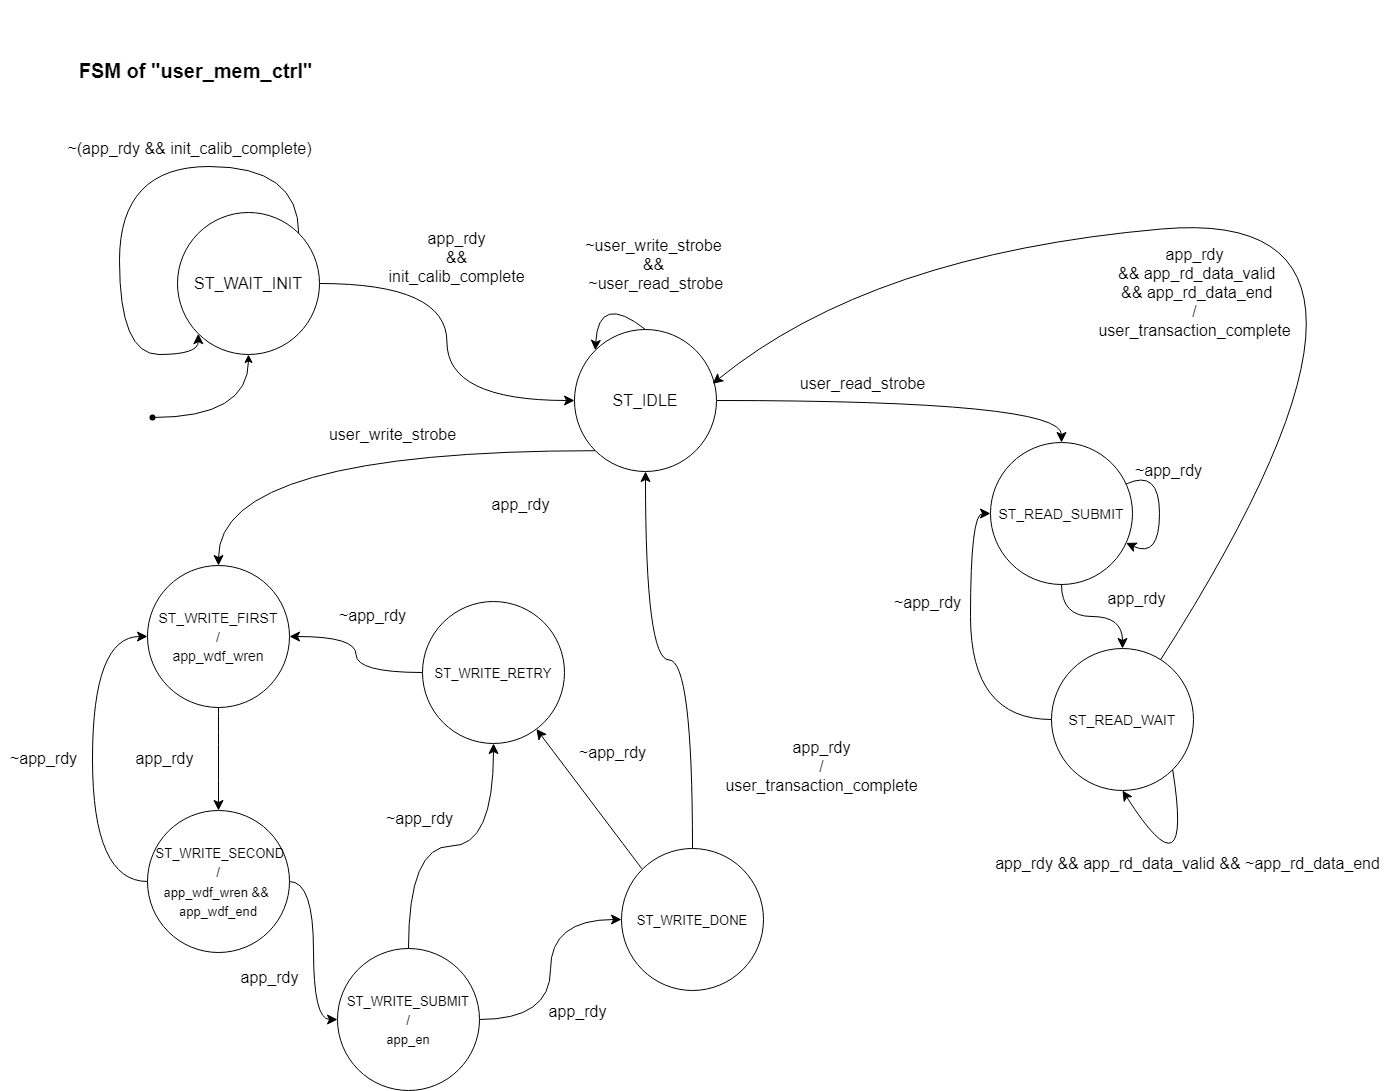 FSM of "user_mem_ctrl"
~(app_rdy && init_calib_complete)
ST_WAIT_INIT
app_rdy
&&
init_calib_complete
~user_write_strobe
&&
~user_read_strobe
app_rdy
&& app_rd_data_valid
&& app_rd_data_end
/
user_transaction_complete
ST_IDLE
user_read_strobe
user_write_strobe
app_rdy
~app_rdy
ST_READ_SUBMIT
~app_rdy
app_rdy
ST_WRITE_FIRST
/
app_wdf_wren
~app_rdy
ST_WRITE_RETRY
ST_READ_WAIT
~app_rdy
app_rdy
~app_rdy
app_rdy
/
user_transaction_complete
~app_rdy
ST_WRITE_SECOND
/
app_wdf_wren &&
app_wdf_end
app_rdy && app_rd_data_valid && ~app_rd_data_end
ST_WRITE_DONE
app_rdy
ST_WRITE_SUBMIT
/
app_en
app_rdy